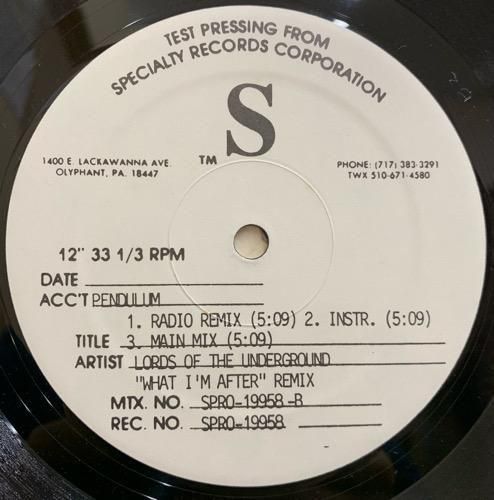 TEST PRESSING FROM
SPECIALTY RECORDS CORPORATION
S
TM
1400 E. LACKAWANNA AVE.
OLYPHANT, PA. 18447
PHONE: (717) 383-3291
TWX 510-671-4580
12" 33 1/3 RPM
DATE
ACC'T PENDULUM
1. RADIO REMIX (5:09) 2. INSTR. (5:09)
TITLE 3. MAIN MIX (5:09)
ARTIST LORDS OF THE UNDERGROUND
"WHAT I'M AFTER" REMIX
MTX. NO. SPRO-19958-B
REC. NO. SPRO-19958